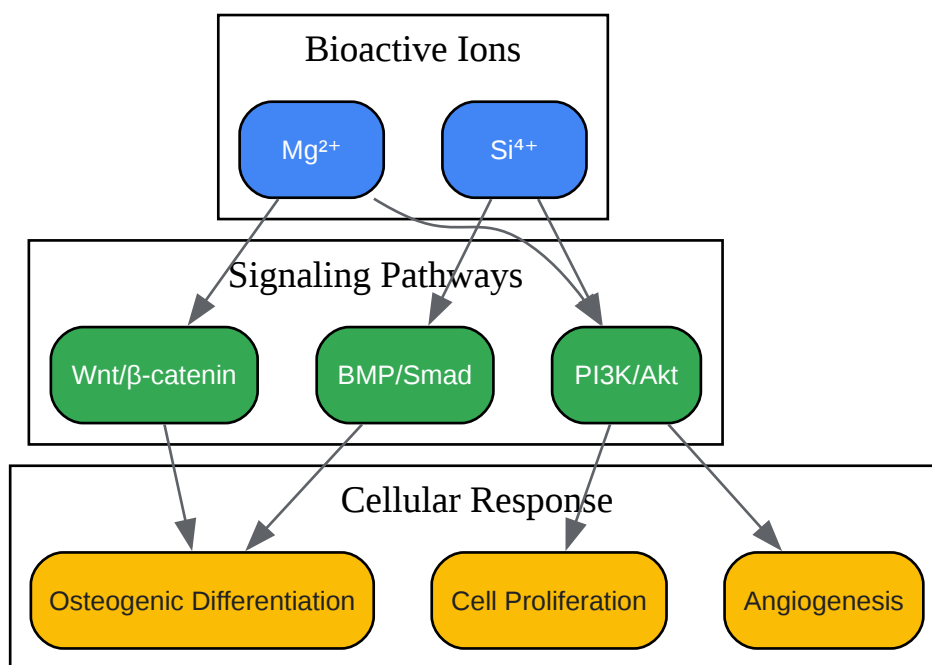 Bioactive Ions
Mg²⁺
Si⁴⁺
Signaling Pathways
Wnt/β-catenin
BMP/Smad
PI3K/Akt
Cellular Response
Osteogenic Differentiation
Cell Proliferation
Angiogenesis